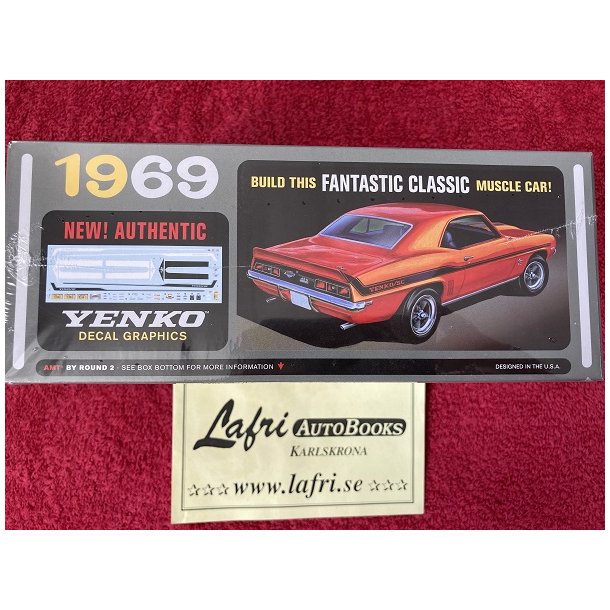 1969
NEW! AUTHENTIC
YENKO
DECAL GRAPHICS
BUILD THIS FANTASTIC CLASSIC MUSCLE CAR!
YENKO/SC
AMT® BY ROUND 2 - SEE BOX BOTTOM FOR MORE INFORMATION
DESIGNED IN THE U.S.A.
Lafri AUTOBOOKS
KARLSKRONA
☆☆☆ www.lafri.se ☆☆☆